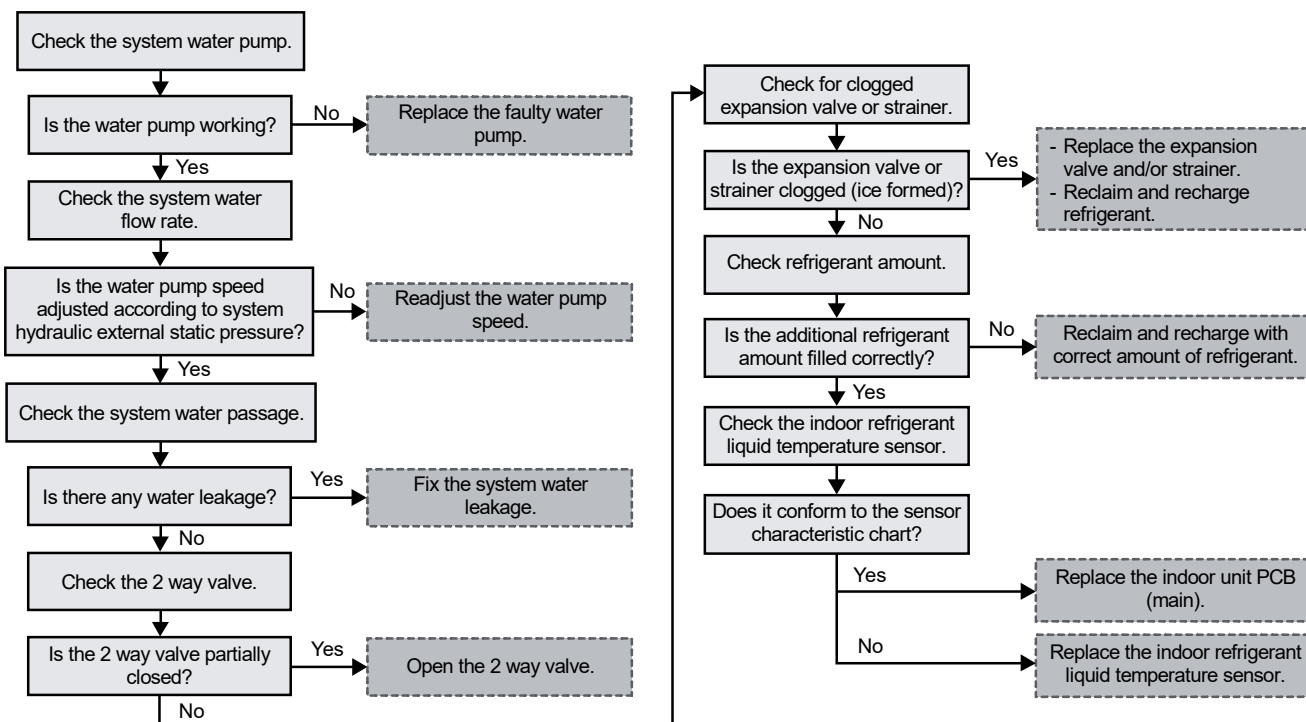 Check the system water pump.
Is the water pump working?
No
Replace the faulty water
pump.
Yes
Check the system water
flow rate.
Is the water pump speed
adjusted according to system
hydraulic external static pressure?
No
Readjust the water pump
speed.
Yes
Check the system water passage.
Is there any water leakage?
Yes
Fix the system water
leakage.
No
Check the 2 way valve.
Is the 2 way valve partially
closed?
Yes
Open the 2 way valve.
No
Check for clogged
expansion valve or strainer.
Is the expansion valve or
strainer clogged (ice formed)?
Yes
- Replace the expansion
valve and/or strainer.
- Reclaim and recharge
refrigerant.
No
Check refrigerant amount.
Is the additional refrigerant
amount filled correctly?
No
Reclaim and recharge with
correct amount of refrigerant.
Yes
Check the indoor refrigerant
liquid temperature sensor.
Does it conform to the sensor
characteristic chart?
Yes
Replace the indoor unit PCB
(main).
No
Replace the indoor refrigerant
liquid temperature sensor.